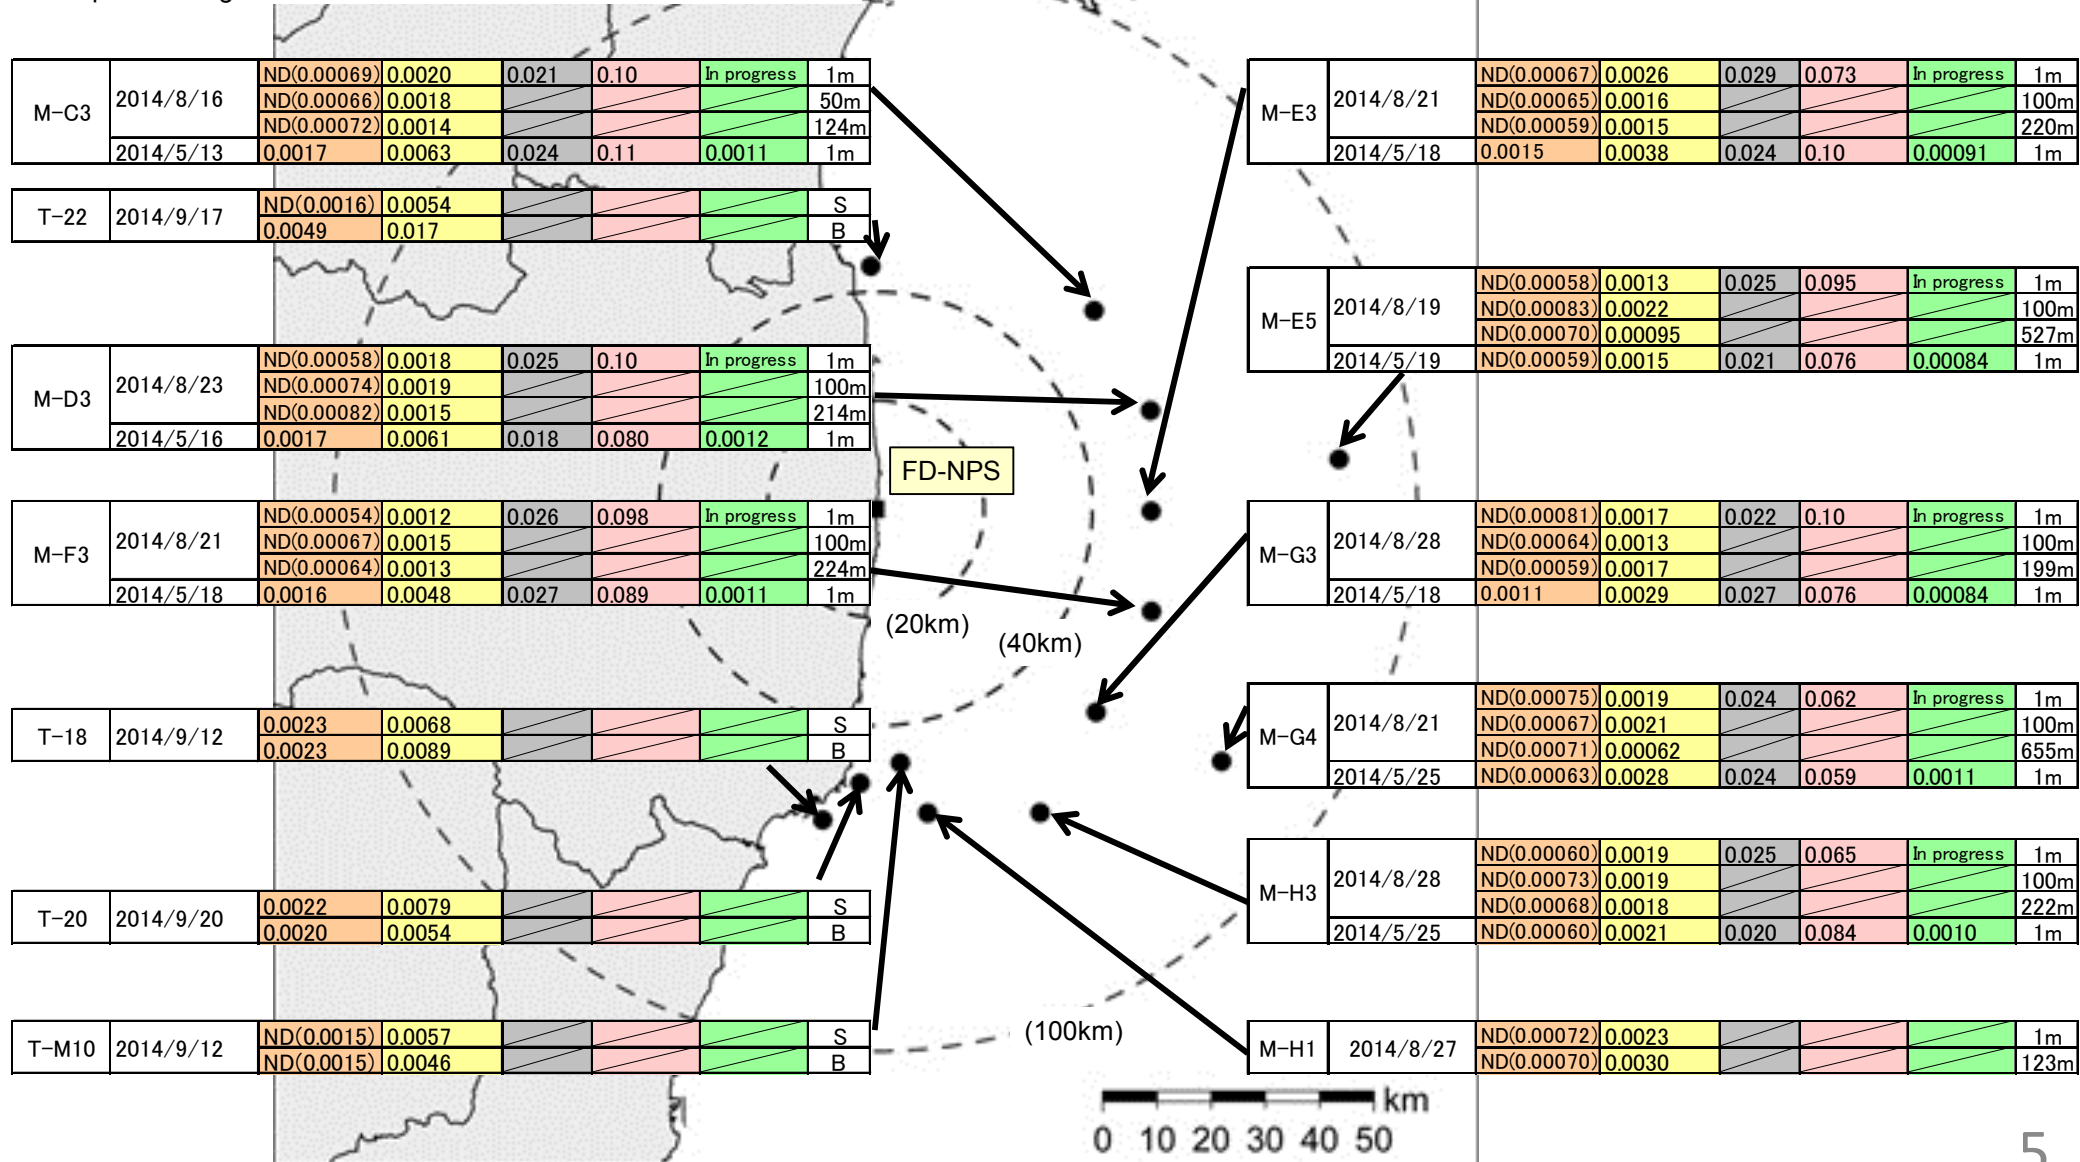 M-C3 2014/8/16 ND(0.00069) 0.0020 0.021 0.10 In progress 1m
ND(0.00066) 0.0018 50m
ND(0.00072) 0.0014 124m
2014/5/13 0.0017 0.0063 0.024 0.11 0.0011 1m
T-22 2014/9/17 ND(0.0016) 0.0054 S
0.0049 0.017 B
M-D3 2014/8/23 ND(0.00058) 0.0018 0.025 0.10 In progress 1m
ND(0.00074) 0.0019 100m
ND(0.00082) 0.0015 214m
2014/5/16 0.0017 0.0061 0.018 0.080 0.0012 1m
M-F3 2014/8/21 ND(0.00054) 0.0012 0.026 0.098 In progress 1m
ND(0.00067) 0.0015 100m
ND(0.00064) 0.0013 224m
2014/5/18 0.0016 0.0048 0.027 0.089 0.0011 1m
T-18 2014/9/12 0.0023 0.0068 S
0.0023 0.0089 B
T-20 2014/9/20 0.0022 0.0079 S
0.0020 0.0054 B
T-M10 2014/9/12 ND(0.0015) 0.0057 S
ND(0.0015) 0.0046 B
FD-NPS
(20km)
(40km)
(100km)
M-E3 2014/8/21 ND(0.00067) 0.0026 0.029 0.073 In progress 1m
ND(0.00065) 0.0016 100m
ND(0.00059) 0.0015 220m
2014/5/18 0.0015 0.0038 0.024 0.10 0.00091 1m
M-E5 2014/8/19 ND(0.00058) 0.0013 0.025 0.095 In progress 1m
ND(0.00083) 0.0022 100m
ND(0.00070) 0.00095 527m
2014/5/19 ND(0.00059) 0.0015 0.021 0.076 0.00084 1m
M-G3 2014/8/28 ND(0.00081) 0.0017 0.022 0.10 In progress 1m
ND(0.00064) 0.0013 100m
ND(0.00059) 0.0017 199m
2014/5/18 0.0011 0.0029 0.027 0.076 0.00084 1m
M-G4 2014/8/21 ND(0.00075) 0.0019 0.024 0.062 In progress 1m
ND(0.00067) 0.0021 100m
ND(0.00071) 0.00062 655m
2014/5/25 ND(0.00063) 0.0028 0.024 0.059 0.0011 1m
M-H3 2014/8/28 ND(0.00060) 0.0019 0.025 0.065 In progress 1m
ND(0.00073) 0.0019 100m
ND(0.00068) 0.0018 222m
2014/5/25 ND(0.00060) 0.0021 0.020 0.084 0.0010 1m
M-H1 2014/8/27 ND(0.00072) 0.0023 1m
ND(0.00070) 0.0030 123m
km
0 10 20 30 40 50
5